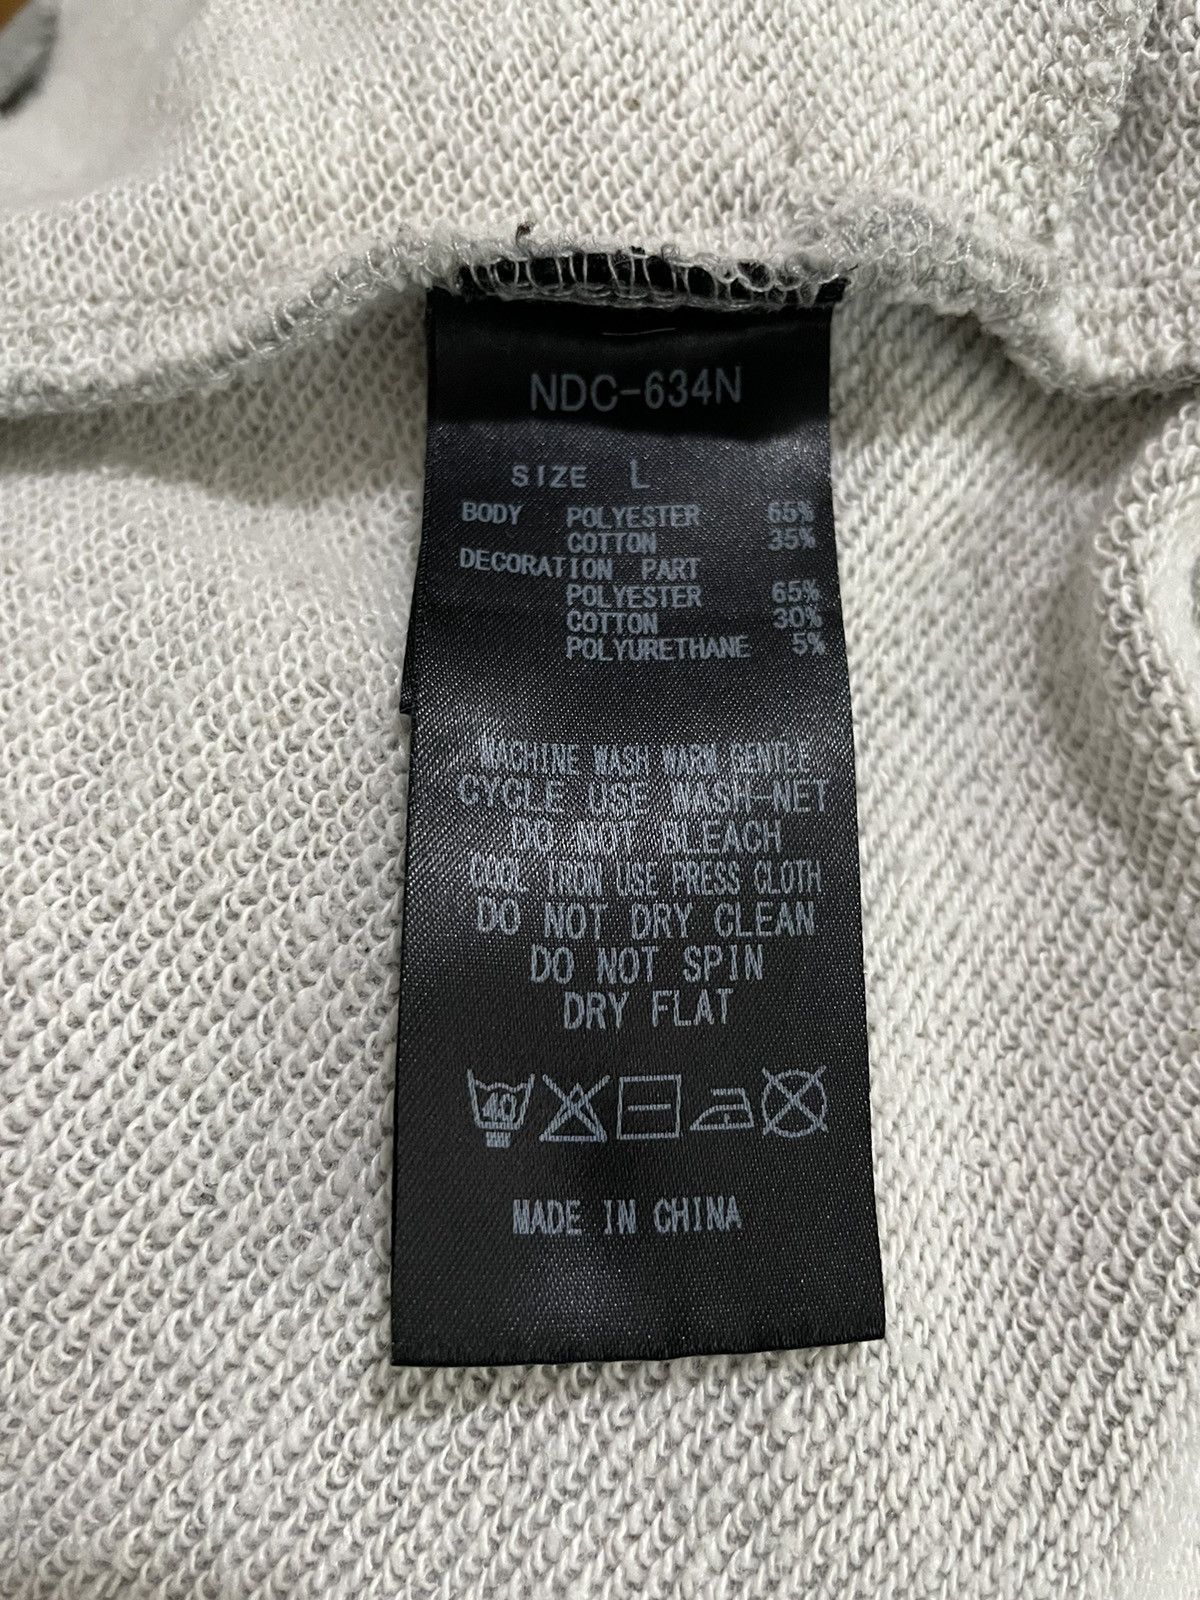 NDC-634N
SIZE L
BODY POLYESTER 65%
COTTON 35%
DECORATION PART
POLYESTER 65%
COTTON 30%
POLYURETHANE 5%
MACHINE WASH WARM GENTLE
CYCLE USE WASH-NET
DO NOT BLEACH
COOL IRON USE PRESS CLOTH
DO NOT DRY CLEAN
DO NOT SPIN
DRY FLAT
40
MADE IN CHINA